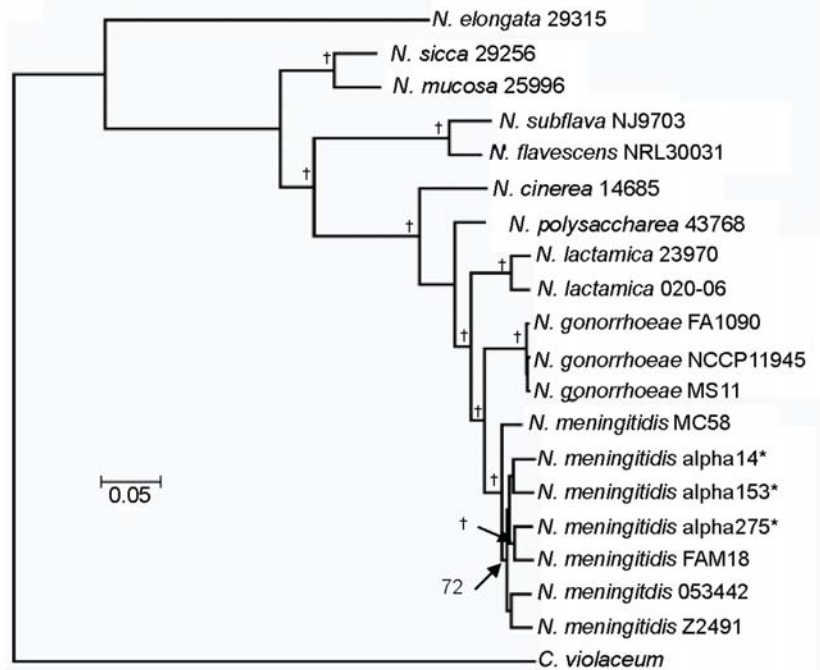 N. elongata 29315
† N. sicca 29256
N. mucosa 25996
† N. subflava NJ9703
N. flavescens NRL30031
†
N. cinerea 14685
†
N. polysaccharea 43768
† N. lactamica 23970
N. lactamica 020-06
N. gonorrhoeae FA1090
† †
N. gonorrhoeae NCCP11945
N. gonorrhoeae MS11
†
N. meningitidis MC58
N. meningitidis alpha14*
†
0.05
N. meningitidis alpha153*
†
N. meningitidis alpha275*
N. meningitidis FAM18
72
N. meningitdis 053442
N. meningitidis Z2491
C. violaceum